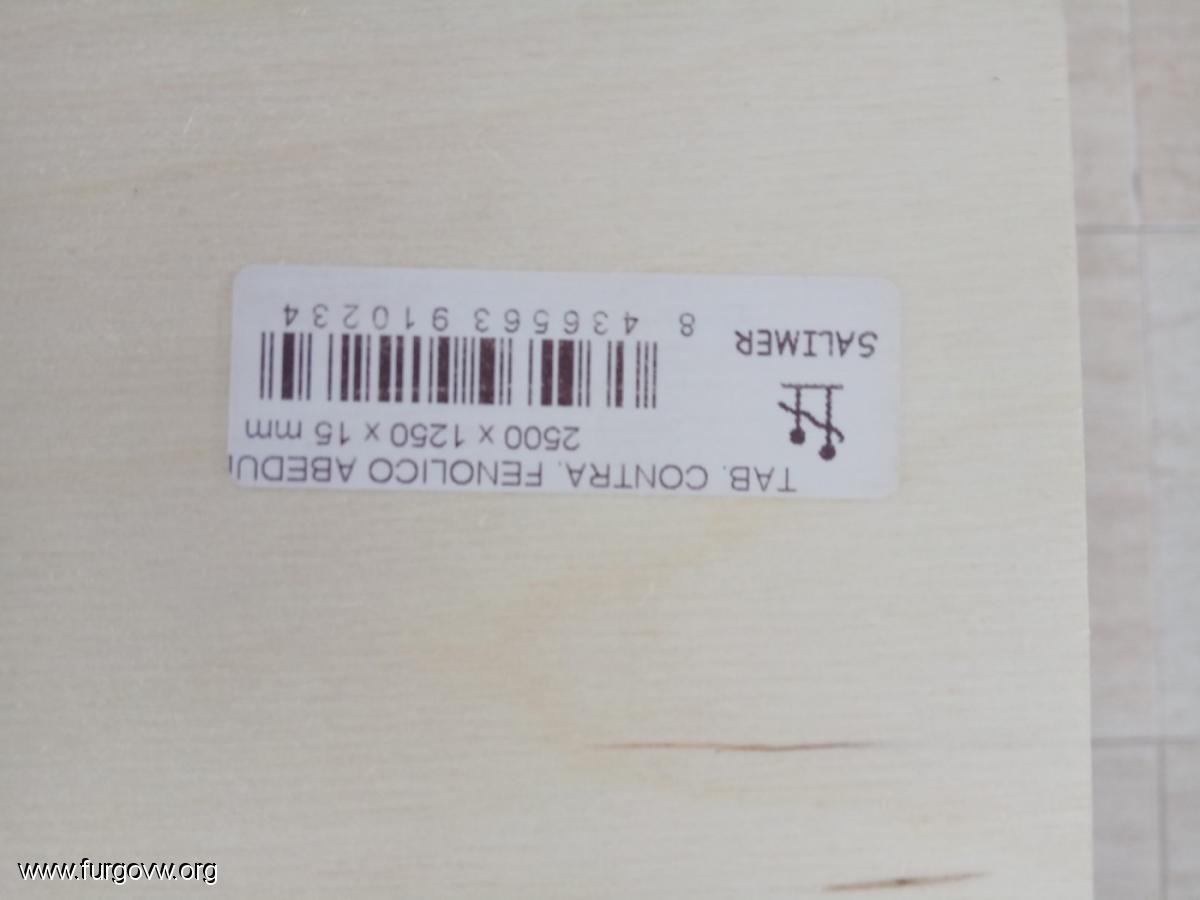 TAB. CONTRA. FENOLICO ABEDU
2500 x 1250 x 15 mm
8 436563 910234
SALIMER
www.furgovw.org